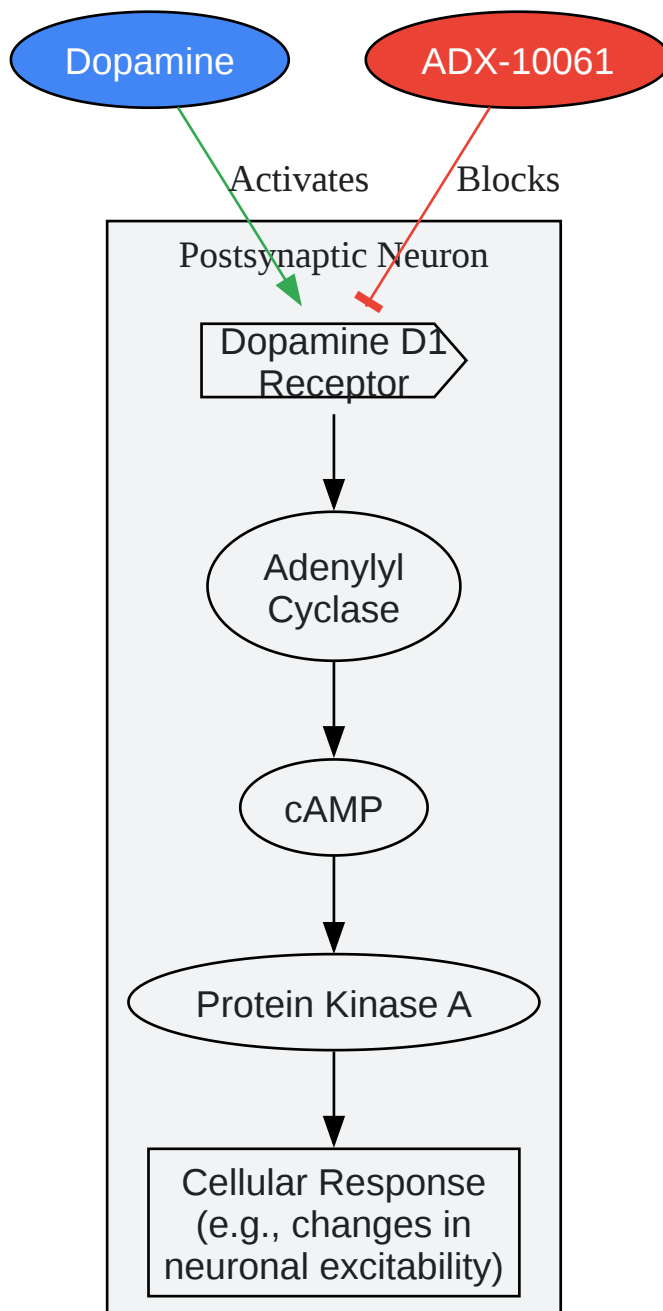 Dopamine
ADX-10061
Activates
Blocks
Postsynaptic Neuron
Dopamine D1
Receptor
Adenylyl
Cyclase
cAMP
Protein Kinase A
Cellular Response
(e.g., changes in
neuronal excitability)